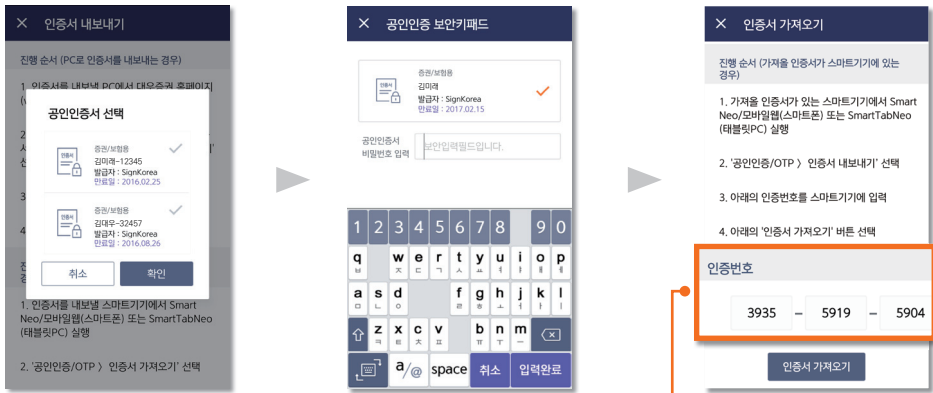 인증서 내보내기
진행 순서 (PC로 인증서를 내보내는 경우)
1. 인증서를 내보낼 PC에서 대우증권 홈페이지
(w
공인인증서 선택
2
서
선
증권/보험용
인증서
김미래-12345
발급자 : SignKorea
만료일 : 2016.02.25
3
증권/보험용
인증서
김대우-32457
발급자 : SignKorea
만료일 : 2016.08.26
4
취소
확인
진
경
1. 인증서를 내보낼 스마트기기에서 Smart
Neo/모바일웹(스마트폰) 또는 SmartTabNeo
(태블릿PC) 실행
2. '공인인증/OTP 〉 인증서 가져오기' 선택
공인인증 보안키패드
증권/보험용
인증서
김미래
발급자 : SignKorea
만료일 : 2017.02.15
공인인증서
비밀번호 입력
보안입력필드입니다.
1 2 3 4 5 6 7 8 9 0
q w e r t y u i o p
ㅂ ㅈ ㄷ ㄱ ㅅ ㅛ ㅕ ㅑ ㅐ ㅔ
a s d f g h j k l
ㅁ ㄴ ㅇ ㄹ ㅎ ㅗ ㅓ ㅏ ㅣ
z x c v b n m
ㅋ ㅌ ㅊ ㅍ ㅠ ㅜ ㅡ
a/@ space 취소 입력완료
인증서 가져오기
진행 순서 (가져올 인증서가 스마트기기에 있는
경우)
1. 가져올 인증서가 있는 스마트기기에서 Smart
Neo/모바일웹(스마트폰) 또는 SmartTabNeo
(태블릿PC) 실행
2. '공인인증/OTP 〉 인증서 내보내기' 선택
3. 아래의 인증번호를 스마트기기에 입력
4. 아래의 '인증서 가져오기' 버튼 선택
인증번호
3935 – 5919 – 5904
인증서 가져오기